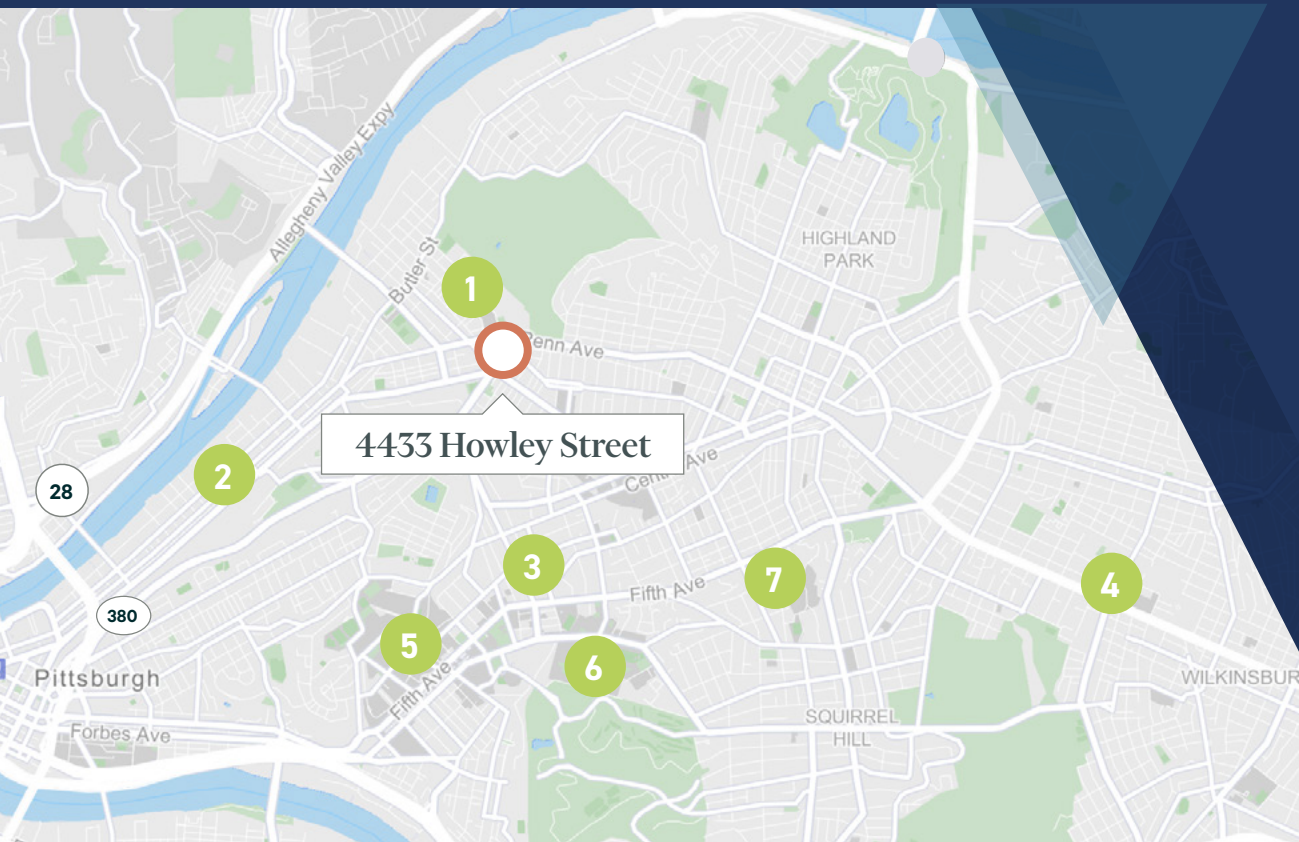 Allegheny Valley Expy
Butler St
HIGHLAND
PARK
1
Penn Ave
4433 Howley Street
Centre Ave
2
28
3
7
4
Fifth Ave
380
5
6
Pittsburgh
Fifth Ave
WILKINSBUR
SQUIRREL
HILL
Forbes Ave